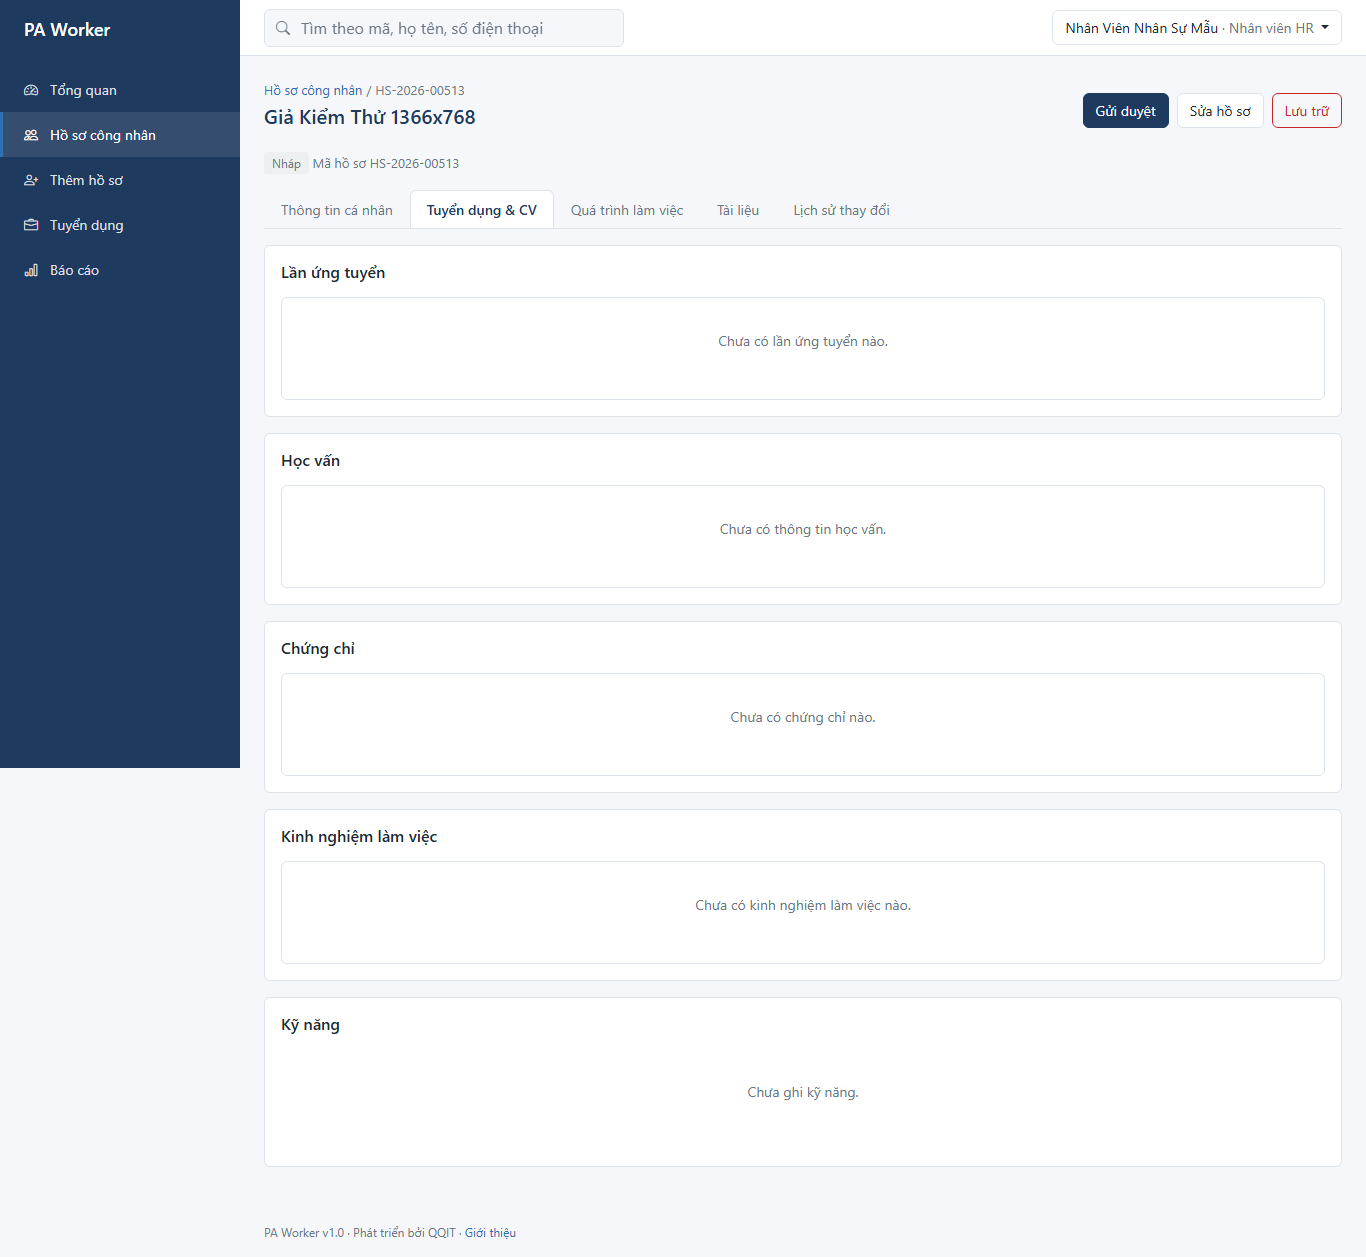 PA Worker
Tìm theo mã, họ tên, số điện thoại
Nhân Viên Nhân Sự Mẫu · Nhân viên HR
Tổng quan
Hồ sơ công nhân
Thêm hồ sơ
Tuyển dụng
Báo cáo
Hồ sơ công nhân / HS-2026-00513
Giả Kiểm Thử 1366x768
Gửi duyệt
Sửa hồ sơ
Lưu trữ
Nháp Mã hồ sơ HS-2026-00513
Thông tin cá nhân
Tuyển dụng & CV
Quá trình làm việc
Tài liệu
Lịch sử thay đổi
Lần ứng tuyển
Chưa có lần ứng tuyển nào.
Học vấn
Chưa có thông tin học vấn.
Chứng chỉ
Chưa có chứng chỉ nào.
Kinh nghiệm làm việc
Chưa có kinh nghiệm làm việc nào.
Kỹ năng
Chưa ghi kỹ năng.
PA Worker v1.0 · Phát triển bởi QQIT · Giới thiệu